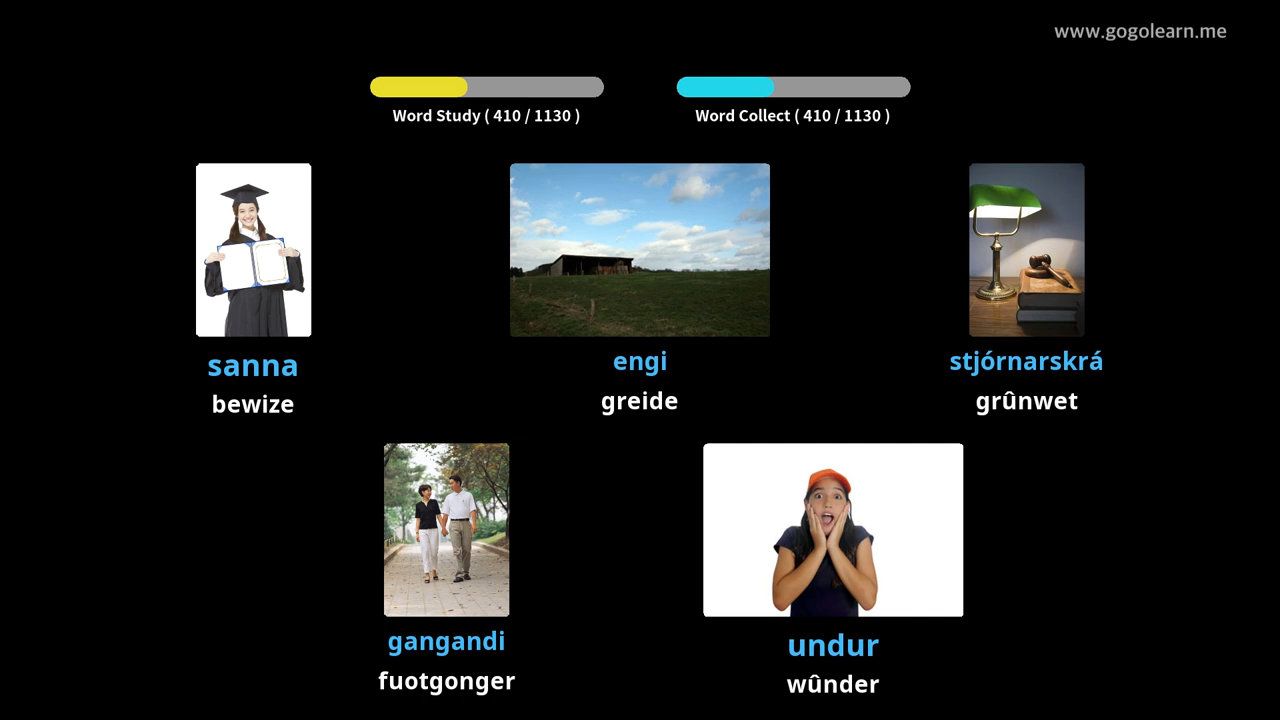 www.gogolearn.me
Word Study ( 410 / 1130 )
Word Collect ( 410 / 1130 )
sanna
bewize
engi
greide
stjórnarskrá
grûnwet
gangandi
fuotgonger
undur
wûnder